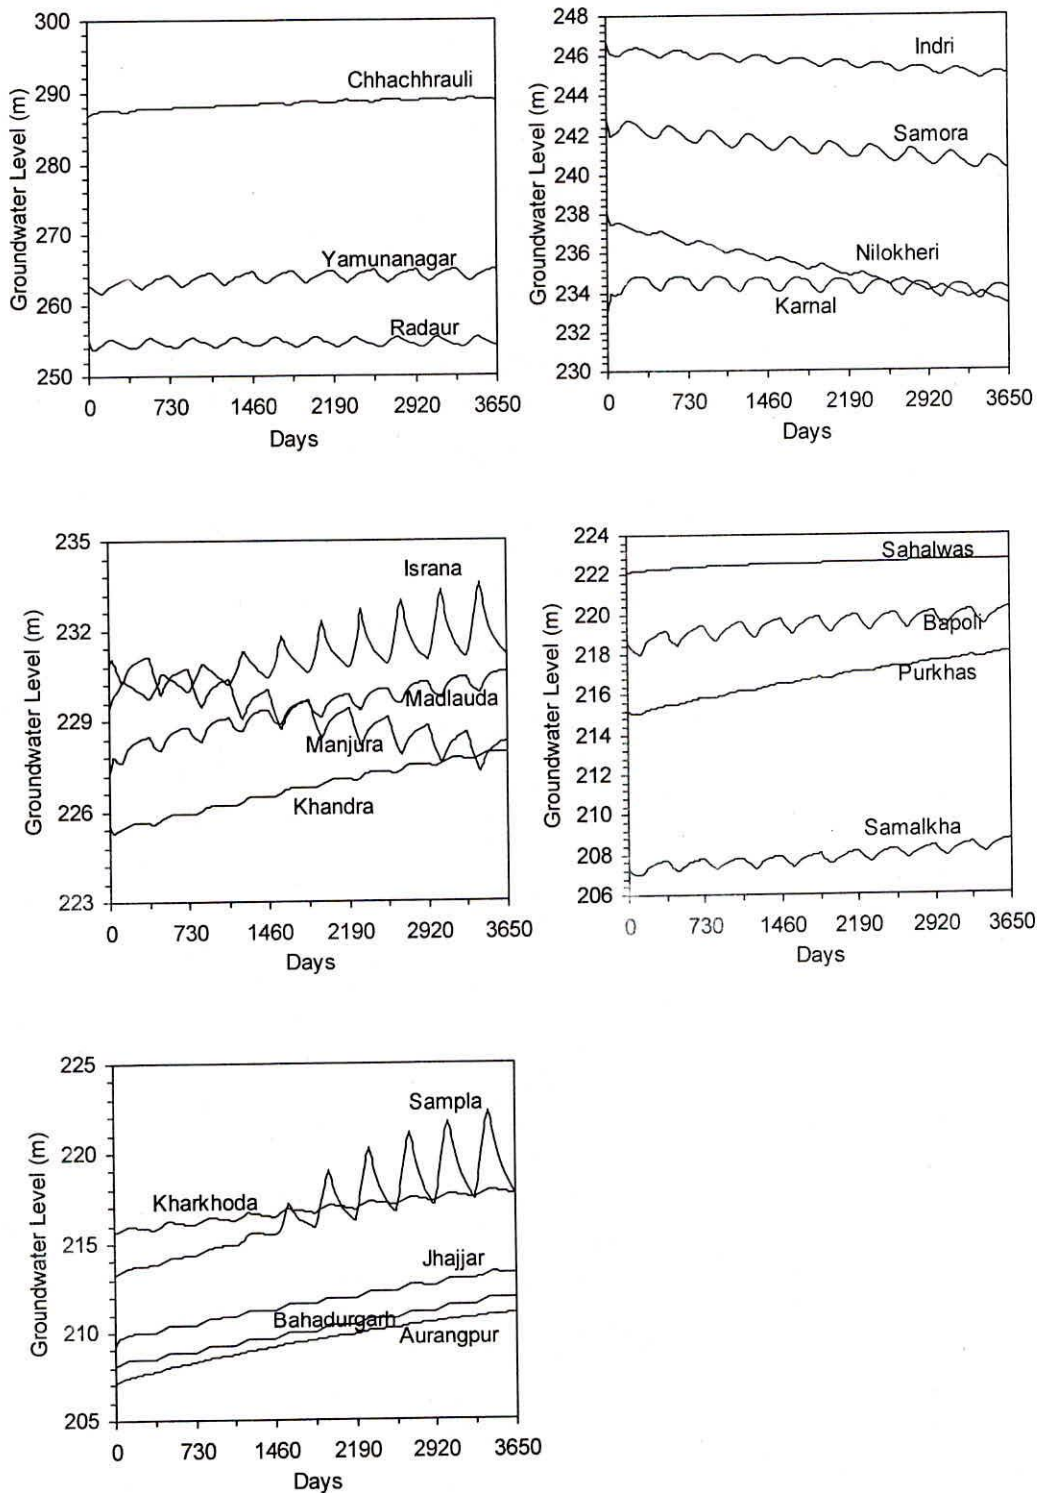 300
290
280
270
260
250
Groundwater Level (m)
Chhachhrauli
Yamunanagar
Radaur
0 730 1460 2190 2920 3650
Days
248
246
244
242
240
238
236
234
232
230
Groundwater Level (m)
Indri
Samora
Nilokheri
Karnal
0 730 1460 2190 2920 3650
Days
235
232
229
226
223
Groundwater Level (m)
Israna
Madlauda
Manjura
Khandra
0 730 1460 2190 2920 3650
Days
224
222
220
218
216
214
212
210
208
206
Groundwater Level (m)
Sahalwas
Bapoli
Purkhas
Samalkha
0 730 1460 2190 2920 3650
Days
225
220
215
210
205
Groundwater Level (m)
Sampla
Kharkhoda
Jhajjar
Bahadurgarh
Aurangpur
0 730 1460 2190 2920 3650
Days